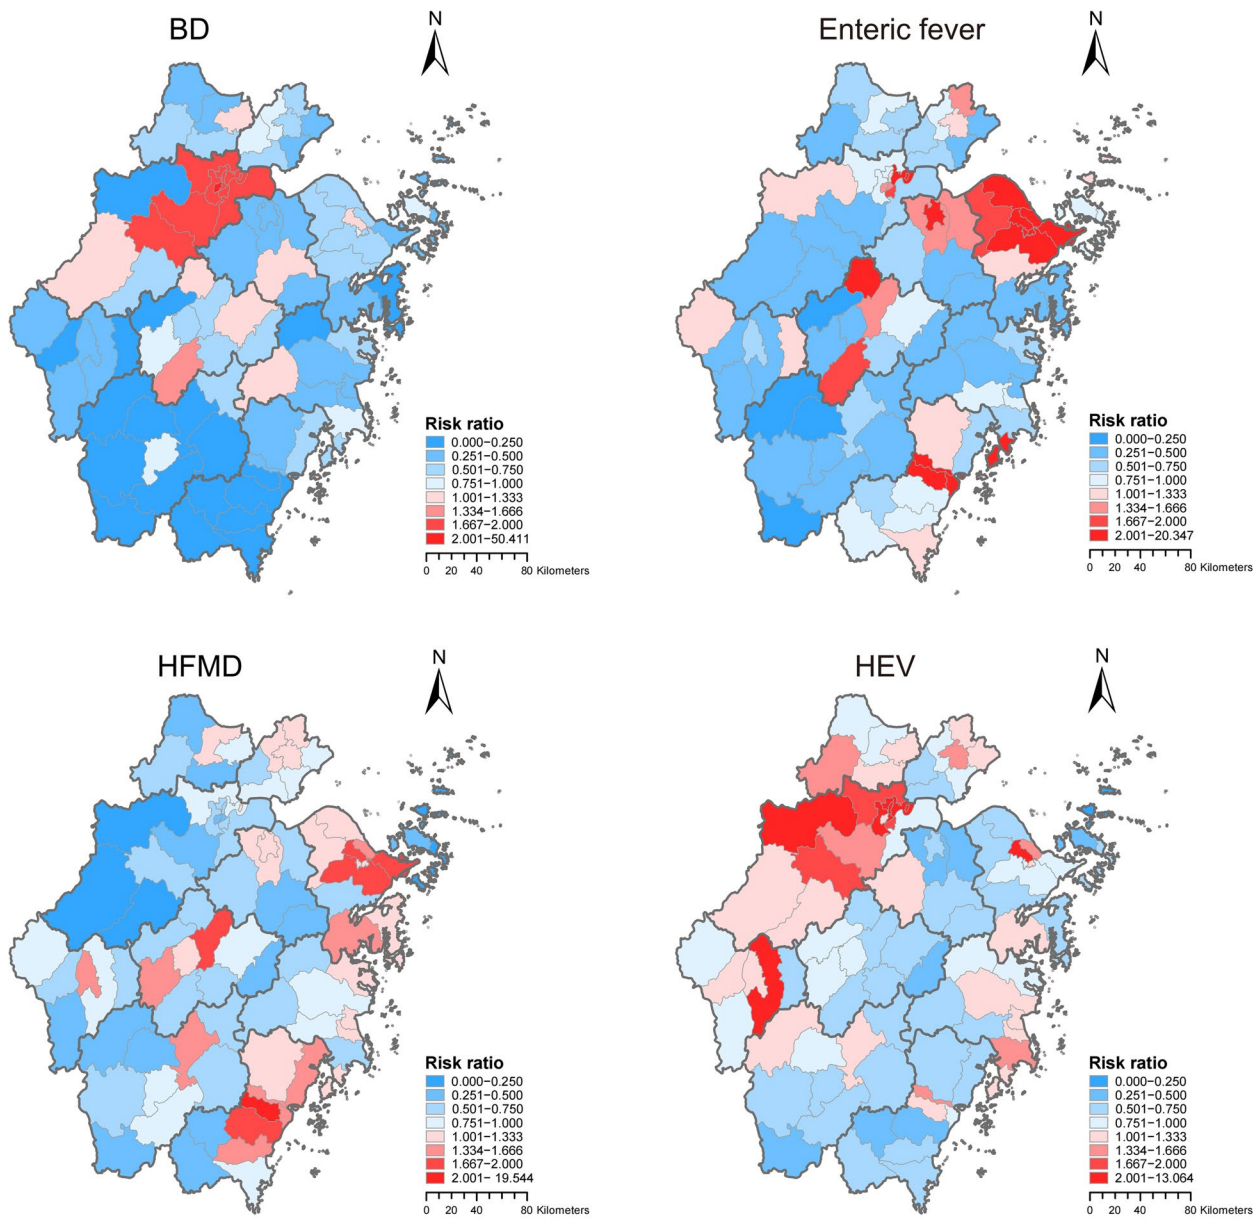 BD
N
Risk ratio
0.000–0.250
0.251–0.500
0.501–0.750
0.751–1.000
1.001–1.333
1.334–1.666
1.667–2.000
2.001–50.411
0 20 40 80 Kilometers
Enteric fever
N
Risk ratio
0.000–0.250
0.251–0.500
0.501–0.750
0.751–1.000
1.001–1.333
1.334–1.666
1.667–2.000
2.001–20.347
0 20 40 80 Kilometers
HFMD
N
Risk ratio
0.000–0.250
0.251–0.500
0.501–0.750
0.751–1.000
1.001–1.333
1.334–1.666
1.667–2.000
2.001– 19.544
0 20 40 80 Kilometers
HEV
N
Risk ratio
0.000–0.250
0.251–0.500
0.501–0.750
0.751–1.000
1.001–1.333
1.334–1.666
1.667–2.000
2.001–13.064
0 20 40 80 Kilometers